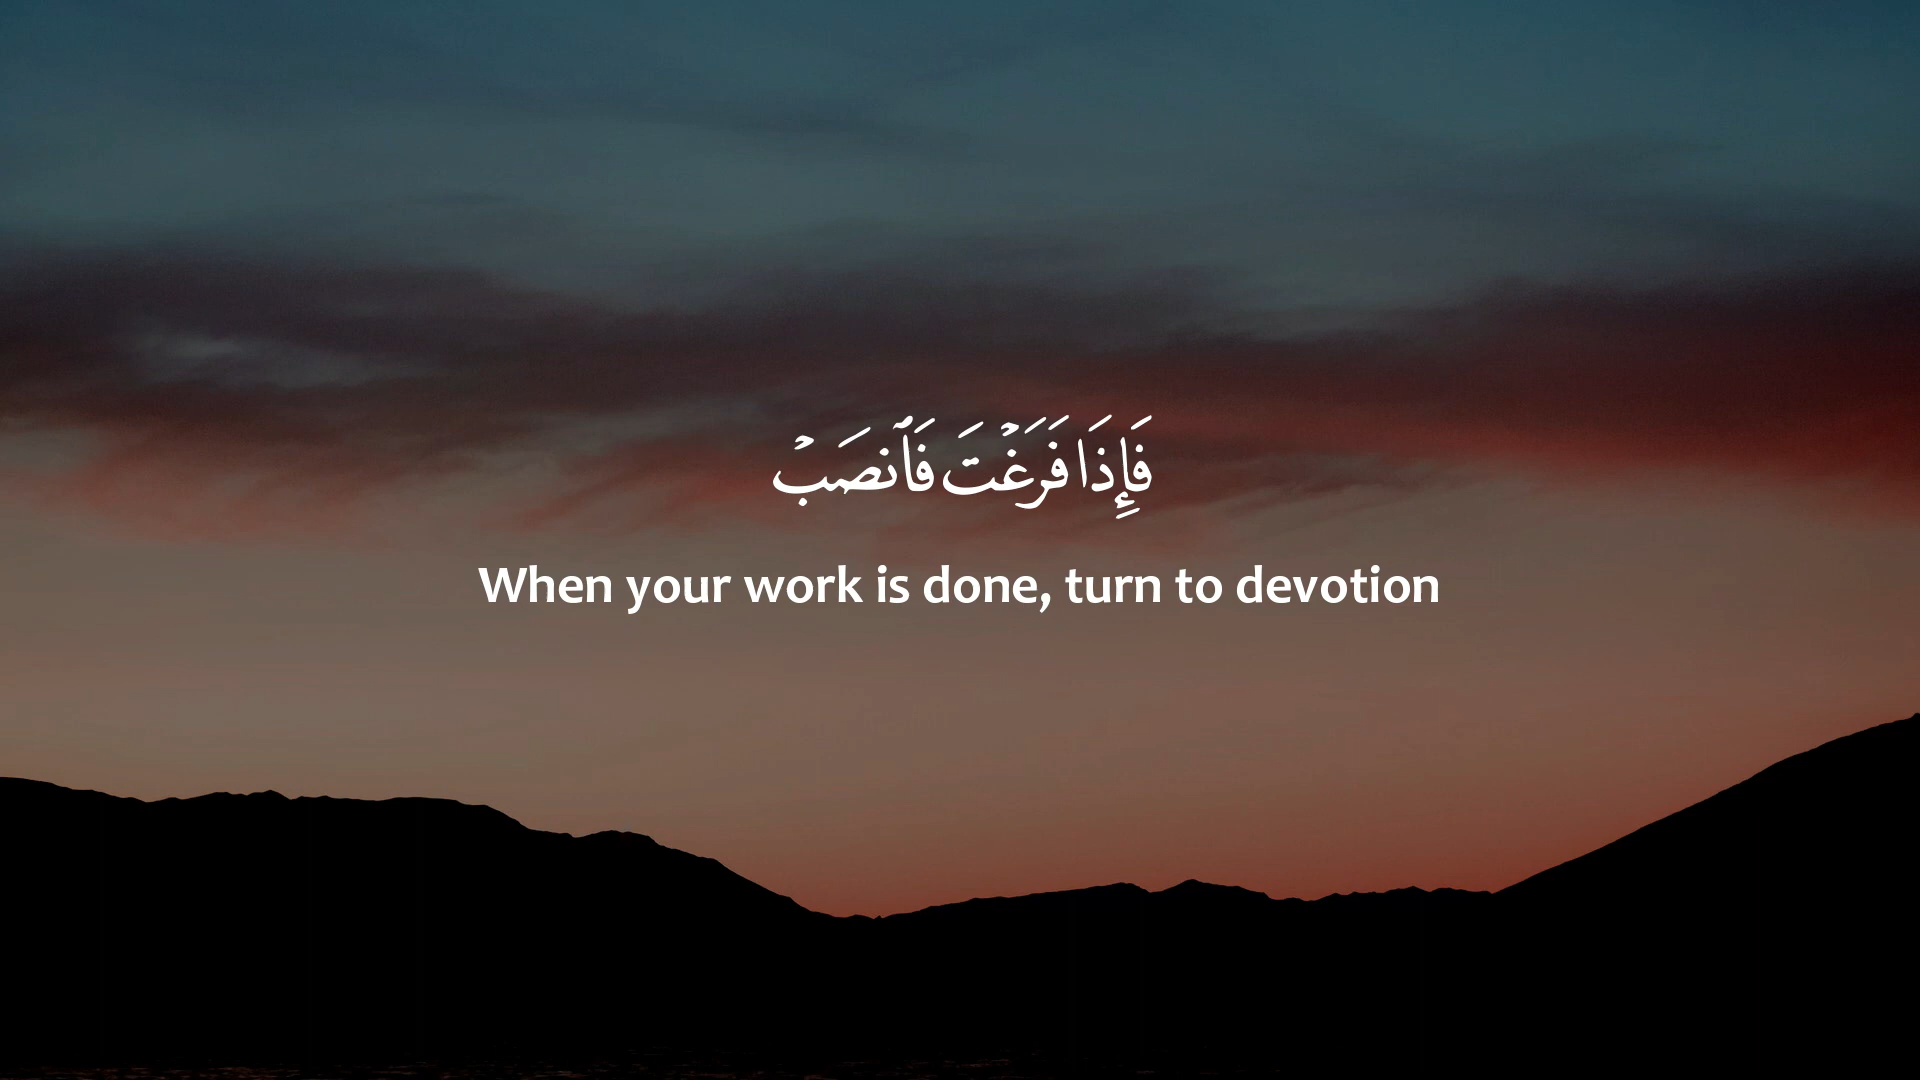 فَإِذَا فَرَغۡتَ فَٱنصَبۡ
When your work is done, turn to devotion